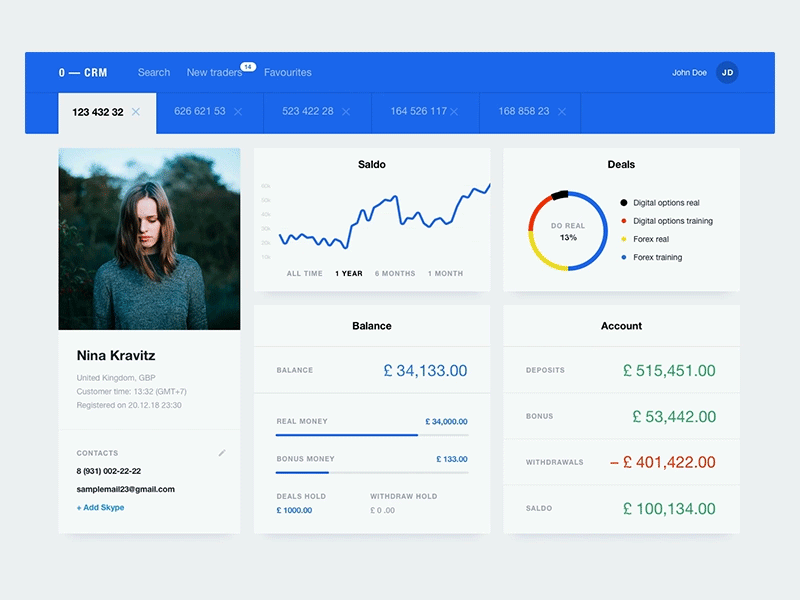 0 — CRM
Search
New traders
14
Favourites
John Doe
JD
123 432 32
626 621 53
523 422 28
164 526 117
168 858 23
Nina Kravitz
United Kingdom, GBP
Customer time: 13:32 (GMT+7)
Registered on 20.12.18 23:30
CONTACTS
8 (931) 002-22-22
samplemail23@gmail.com
+ Add Skype
Saldo
60k
50k
40k
30k
20k
10k
ALL TIME
1 YEAR
6 MONTHS
1 MONTH
Deals
DO REAL
13%
Digital options real
Digital options training
Forex real
Forex training
Balance
BALANCE
£ 34,133.00
REAL MONEY
£ 34,000.00
BONUS MONEY
£ 133.00
DEALS HOLD
£ 1000.00
WITHDRAW HOLD
£ 0 .00
Account
DEPOSITS
£ 515,451.00
BONUS
£ 53,442.00
WITHDRAWALS
– £ 401,422.00
SALDO
£ 100,134.00